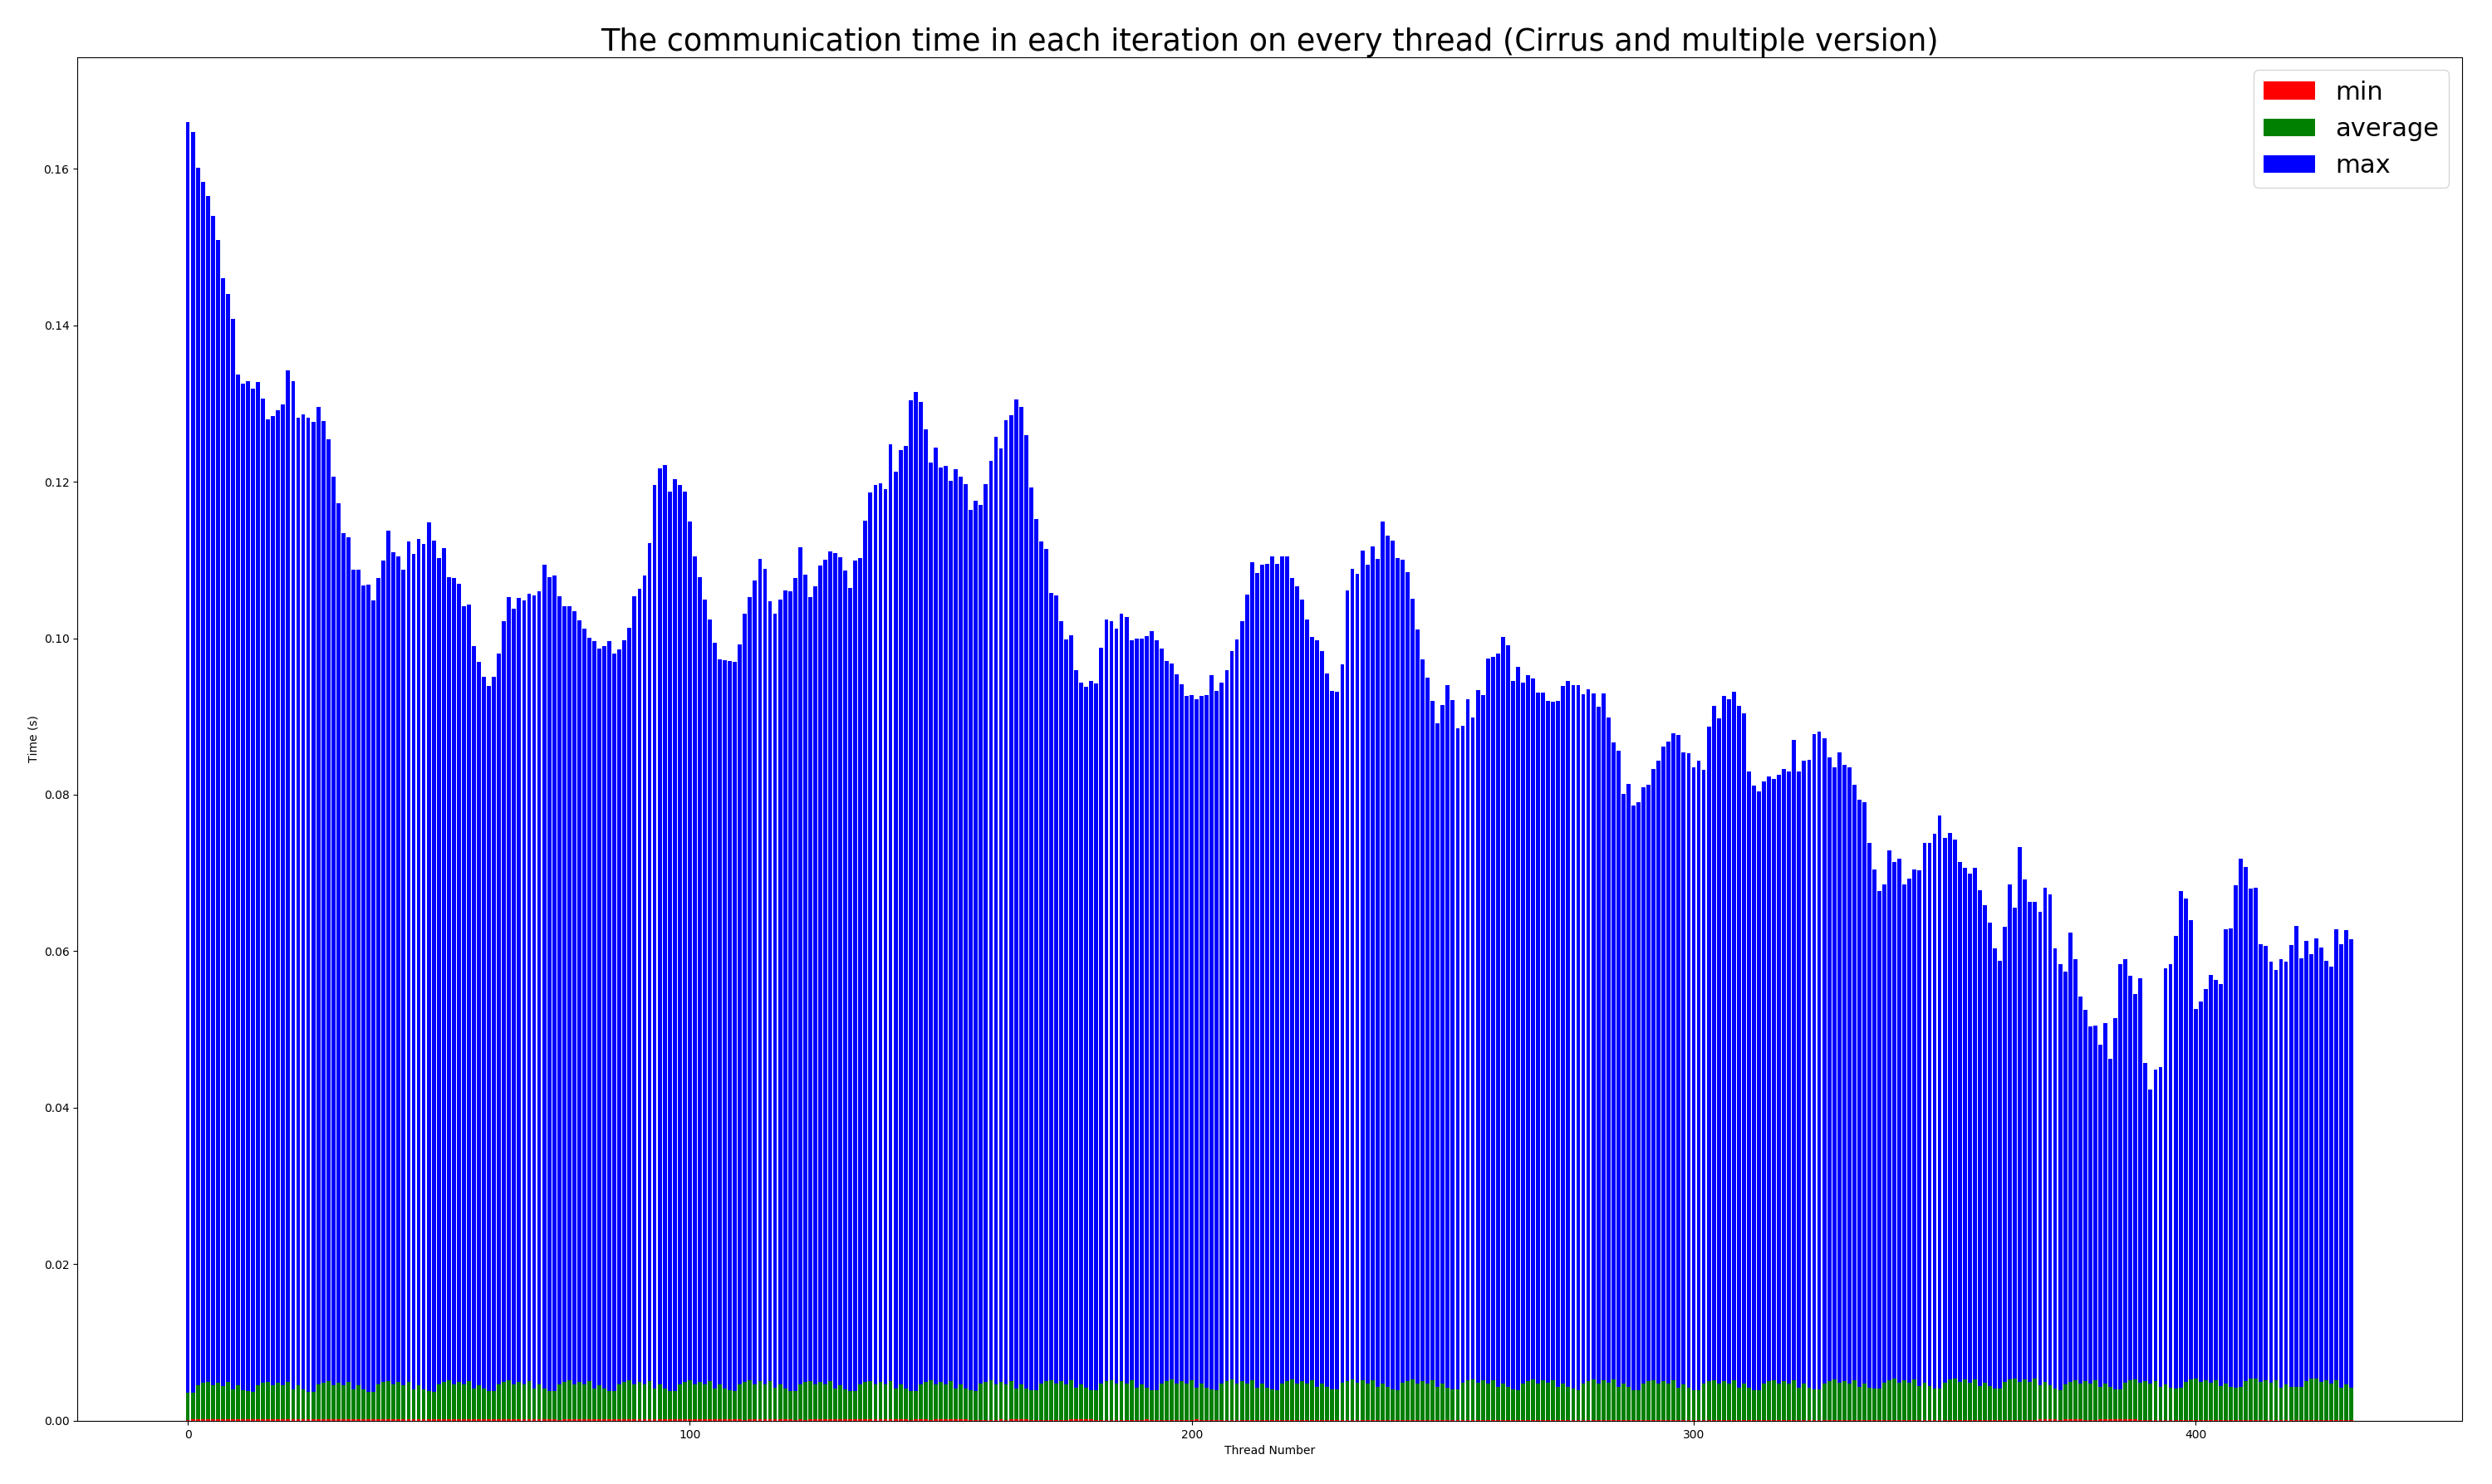 The communication time in each iteration on every thread (Cirrus and multiple version)
min
average
max
0.16
0.14
0.12
0.10
0.08
0.06
0.04
0.02
0.00
Time (s)
0 100 200 300 400
Thread Number